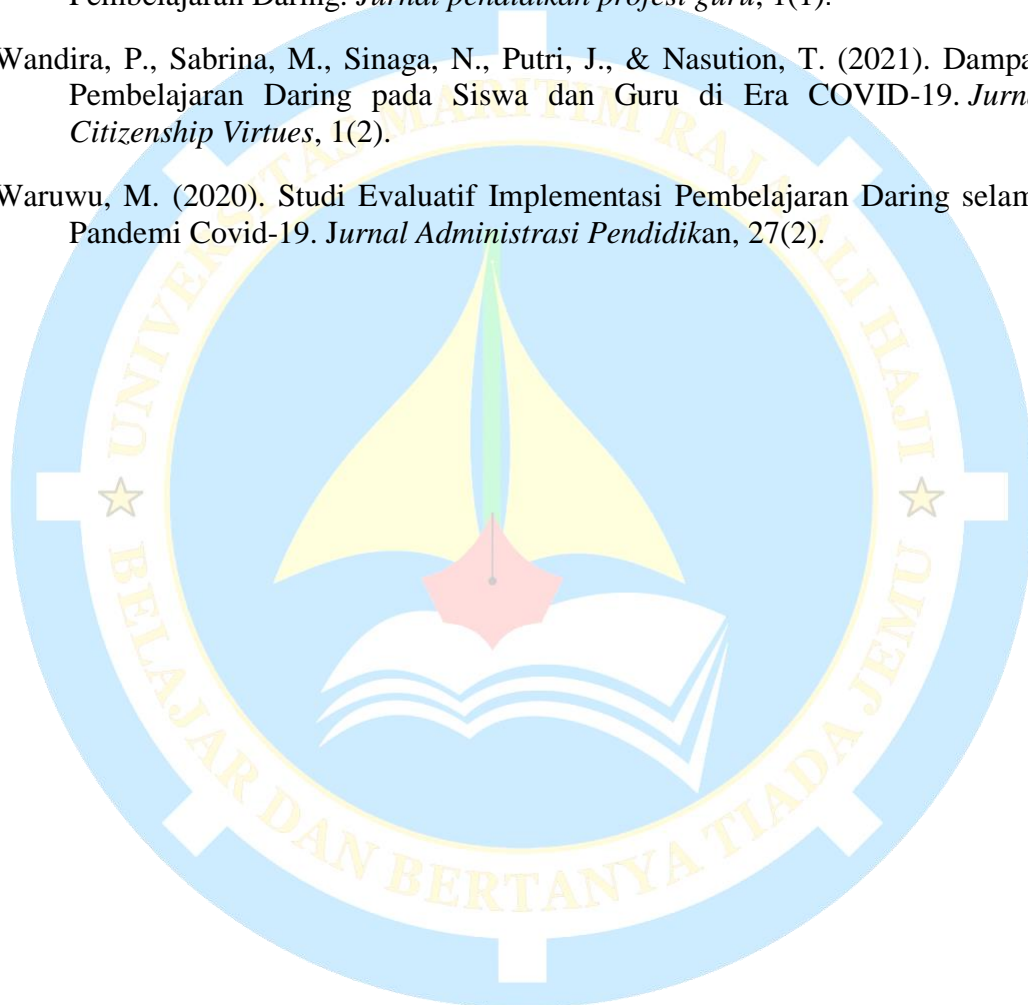 Pembelajaran Daring. Jurnal pendidikan profesi guru, 1(1).
Wandira, P., Sabrina, M., Sinaga, N., Putri, J., & Nasution, T. (2021). Dampa
Pembelajaran Daring pada Siswa dan Guru di Era COVID-19. Jurna
Citizenship Virtues, 1(2).
Waruwu, M. (2020). Studi Evaluatif Implementasi Pembelajaran Daring selam
Pandemi Covid-19. Jurnal Administrasi Pendidikan, 27(2).
UNIVERSITAS MARITIM RAJA ALI HAJI
BELAJAR DAN BERTANYA TIADA JEMU